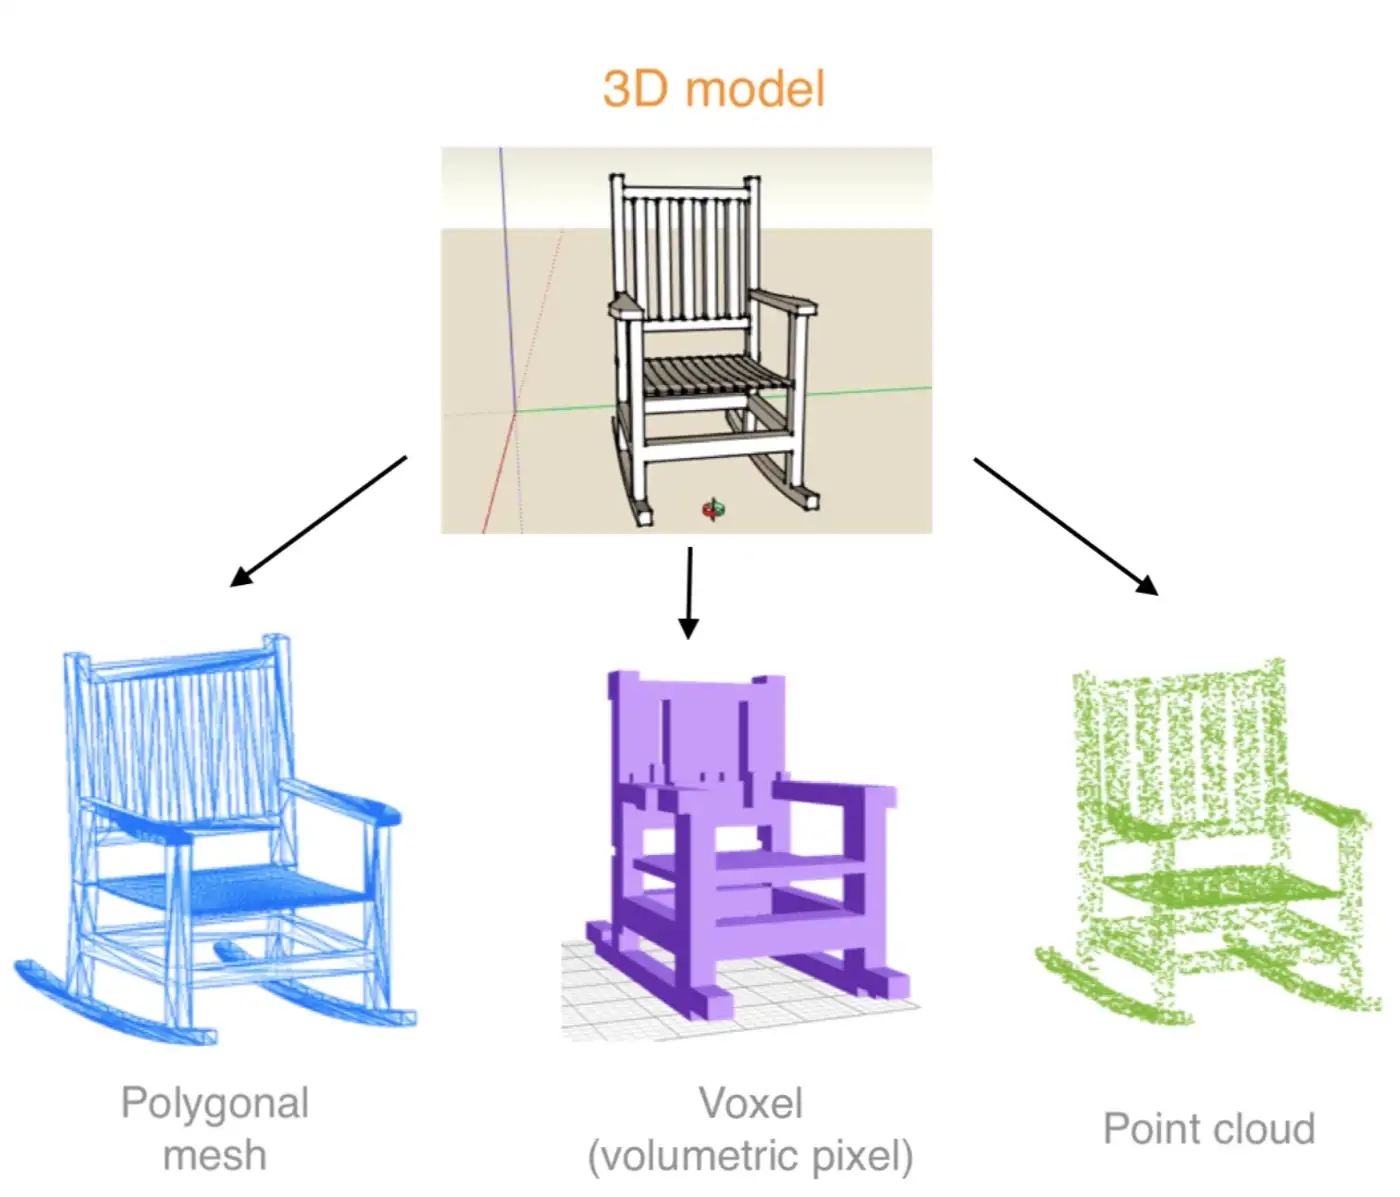 3D model
Polygonal
mesh
Voxel
(volumetric pixel)
Point cloud